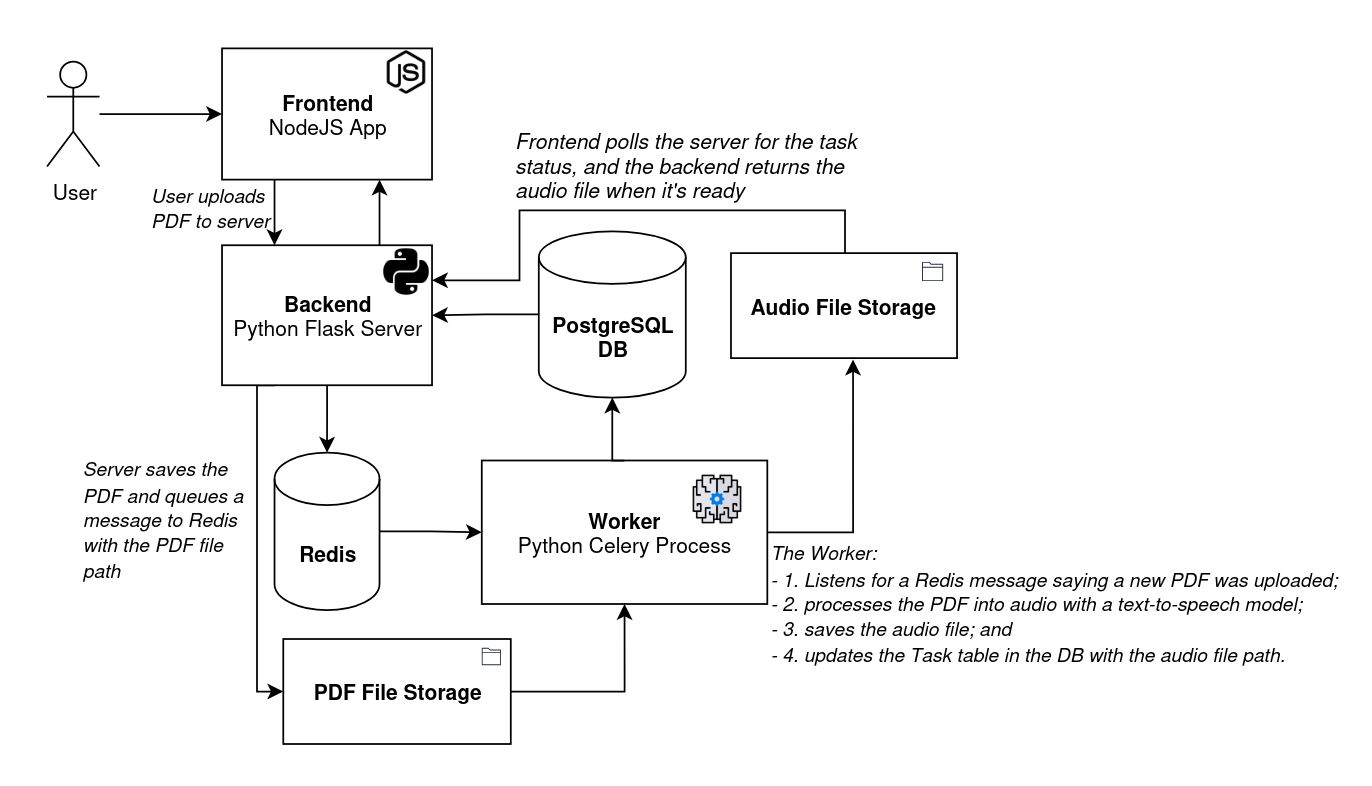 JS
Frontend
NodeJS App
User
User uploads
PDF to server
Frontend polls the server for the task
status, and the backend returns the
audio file when it's ready
Backend
Python Flask Server
PostgreSQL
DB
Audio File Storage
Server saves the
PDF and queues a
message to Redis
with the PDF file
path
Redis
Worker
Python Celery Process
The Worker:
- 1. Listens for a Redis message saying a new PDF was uploaded;
- 2. processes the PDF into audio with a text-to-speech model;
- 3. saves the audio file; and
- 4. updates the Task table in the DB with the audio file path.
PDF File Storage